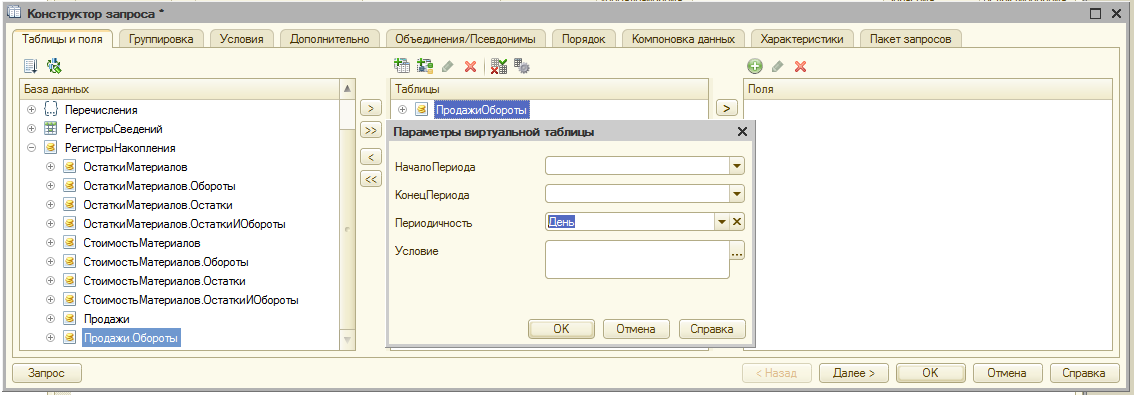 Конструктор запроса *
Таблицы и поля Группировка Условия Дополнительно Объединения/Псевдонимы Порядок Компоновка данных Характеристики Пакет запросов
База данных
Перечисления
РегистрыСведений
РегистрыНакопления
ОстаткиМатериалов
ОстаткиМатериалов.Обороты
ОстаткиМатериалов.Остатки
ОстаткиМатериалов.ОстаткиИОбороты
СтоимостьМатериалов
СтоимостьМатериалов.Обороты
СтоимостьМатериалов.Остатки
СтоимостьМатериалов.ОстаткиИОбороты
Продажи
Продажи.Обороты
>
>>
<
<<
Таблицы
ПродажиОбороты
>
Поля
Параметры виртуальной таблицы
НачалоПериода
КонецПериода
Периодичность День
Условие ...
OK Отмена Справка
Запрос < Назад Далее > OK Отмена Справка